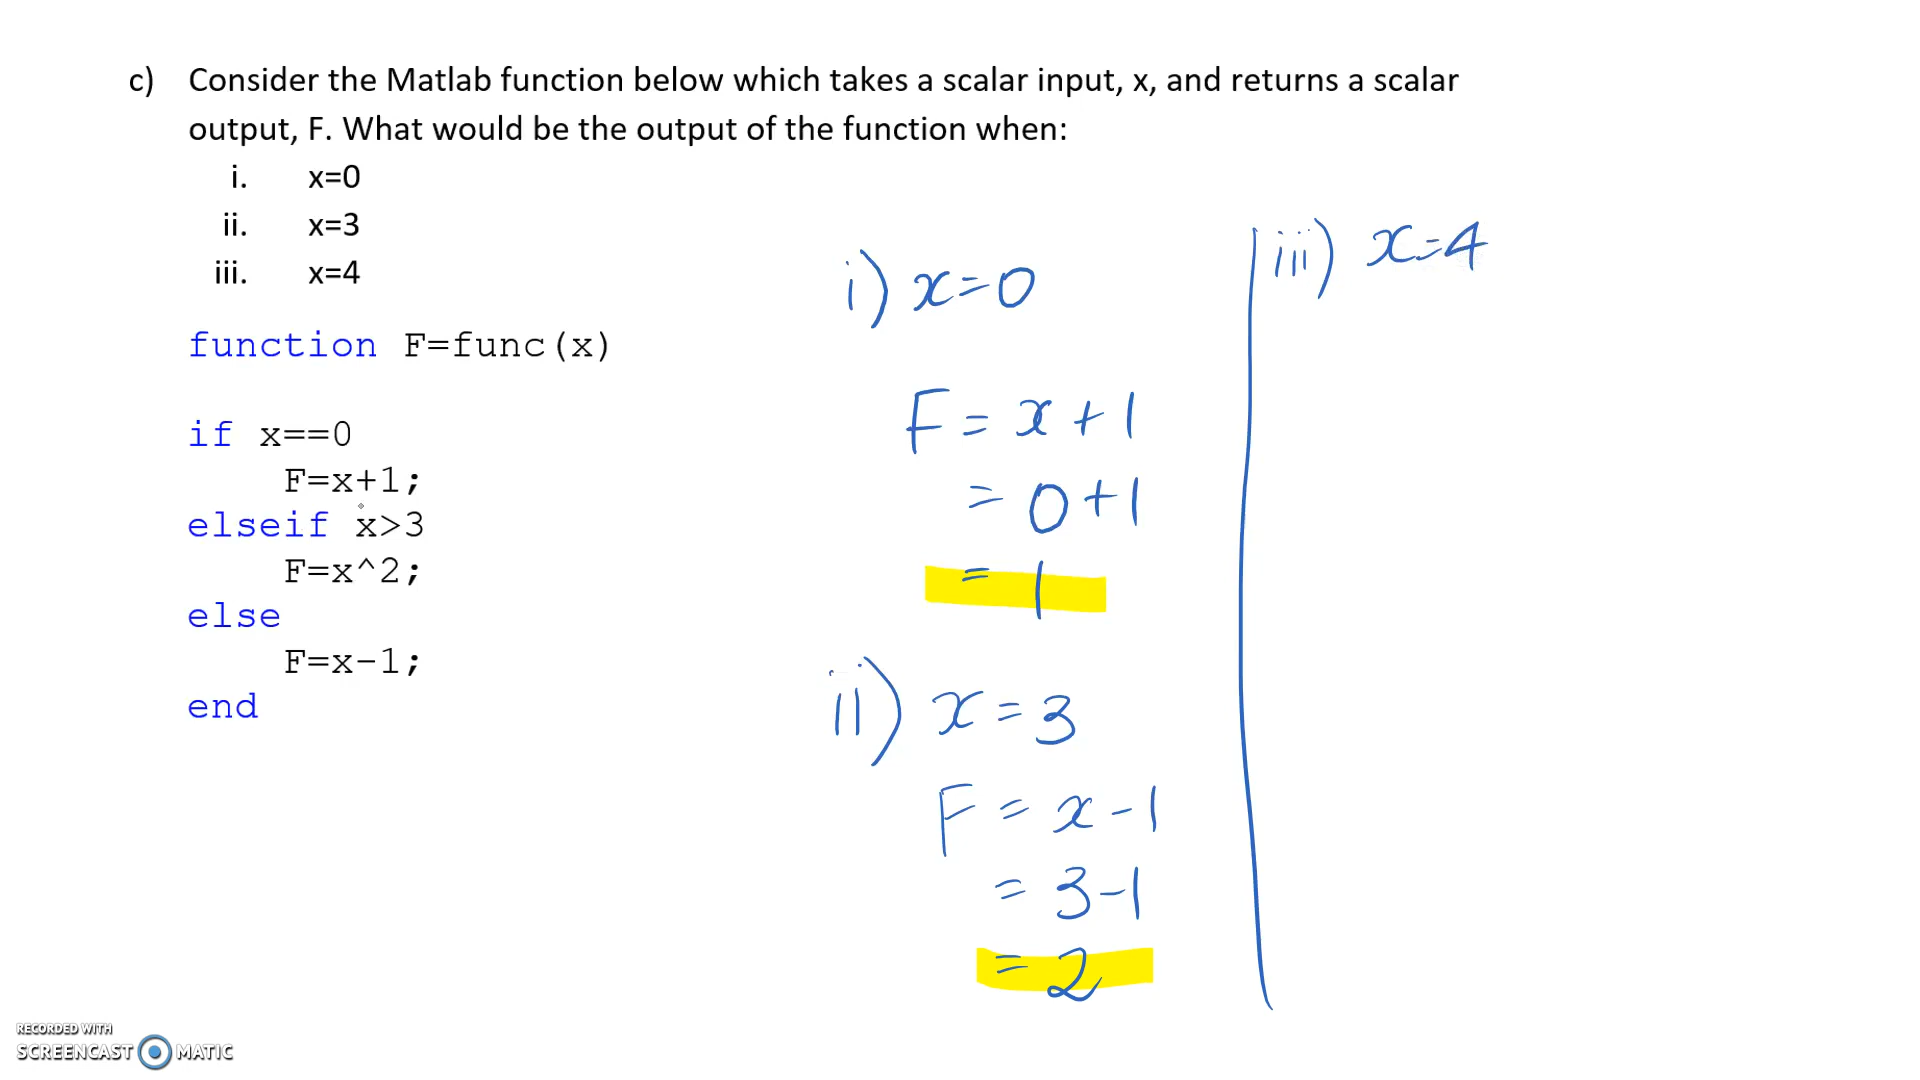 c) Consider the Matlab function below which takes a scalar input, x, and returns a scalar
output, F. What would be the output of the function when:
i. x=0
ii. x=3
iii. x=4
function F=func(x)
if x==0
F=x+1;
elseif x>3
F=x^2;
else
F=x-1;
end
i) x=0
F = x + 1
= 0 + 1
= 1
ii) x = 3
F = x - 1
= 3 - 1
= 2
iii) x=4
RECORDED WITH
SCREENCAST MATIC